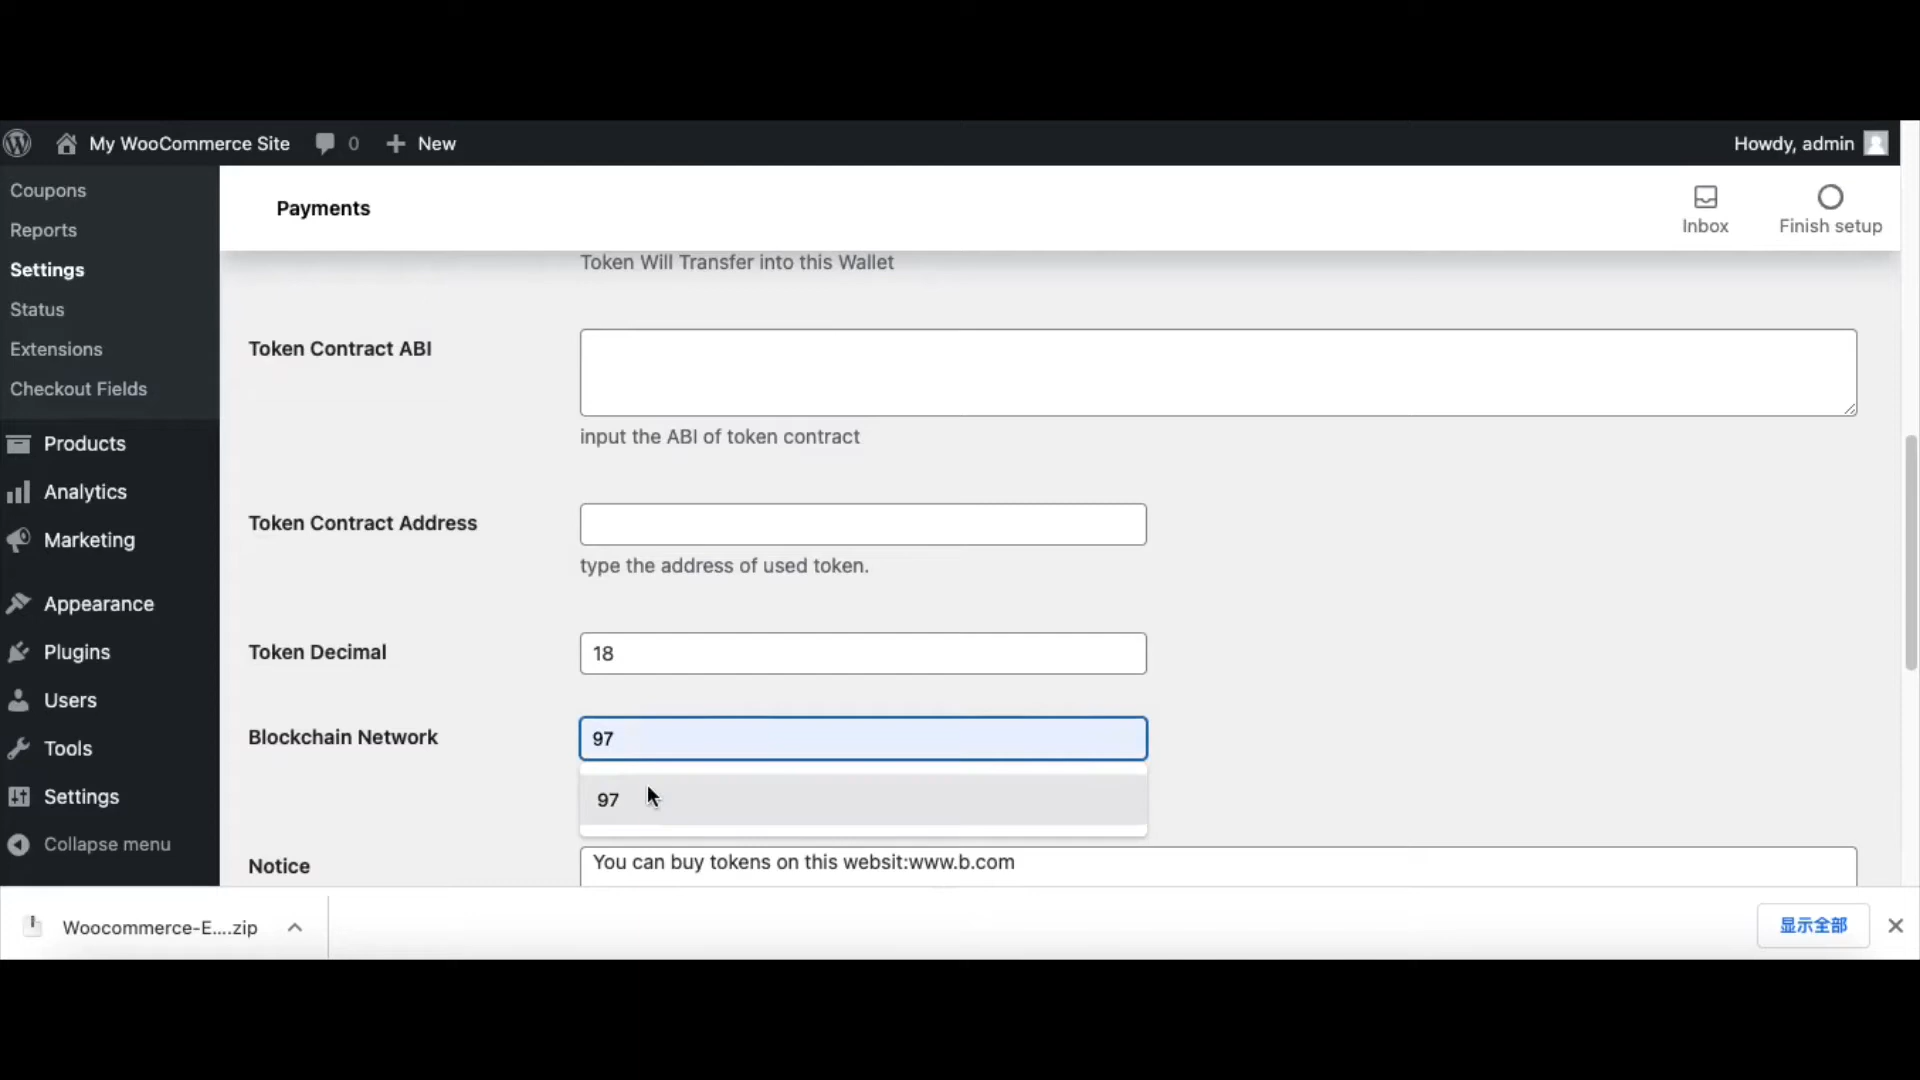 My WooCommerce Site 0 New Howdy, admin
Coupons
Reports
Settings
Status
Extensions
Checkout Fields
Products
Analytics
Marketing
Appearance
Plugins
Users
Tools
Settings
Collapse menu
Payments
Inbox
Finish setup
Token Will Transfer into this Wallet
Token Contract ABI
input the ABI of token contract
Token Contract Address
type the address of used token.
Token Decimal
18
Blockchain Network
97
97
Notice
You can buy tokens on this websit:www.b.com
Woocommerce-E....zip
显示全部